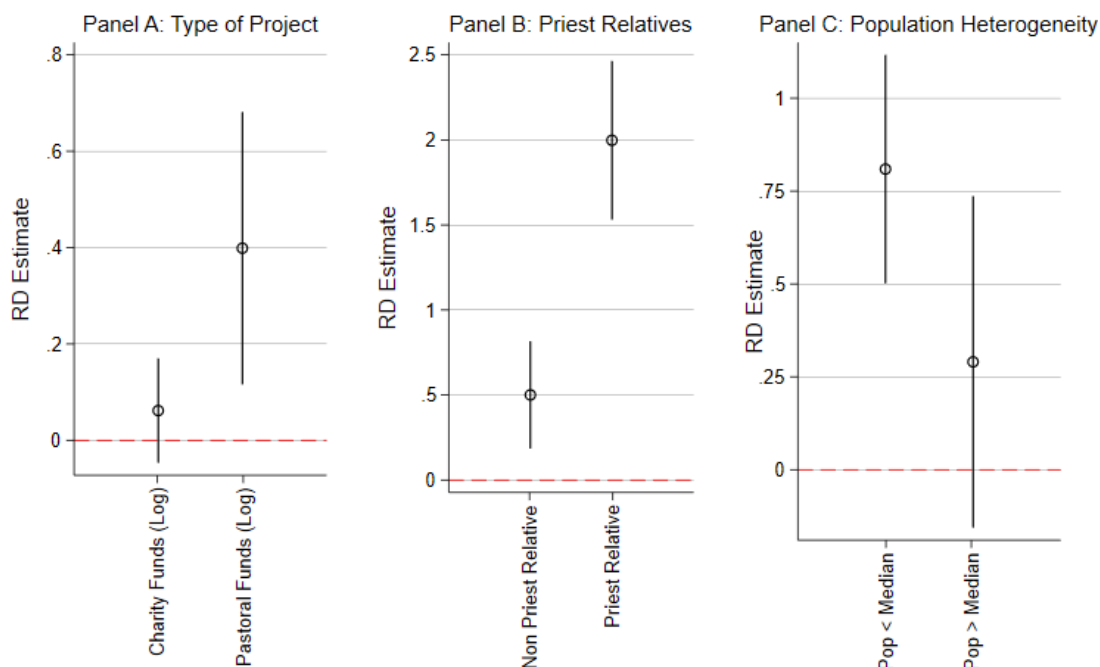 Panel A: Type of Project
RD Estimate
.8
.6
.4
.2
0
Charity Funds (Log)
Pastoral Funds (Log)
Panel B: Priest Relatives
RD Estimate
2.5
2
1.5
1
.5
0
Non Priest Relative
Priest Relative
Panel C: Population Heterogeneity
RD Estimate
1
.75
.5
.25
0
Pop < Median
Pop > Median